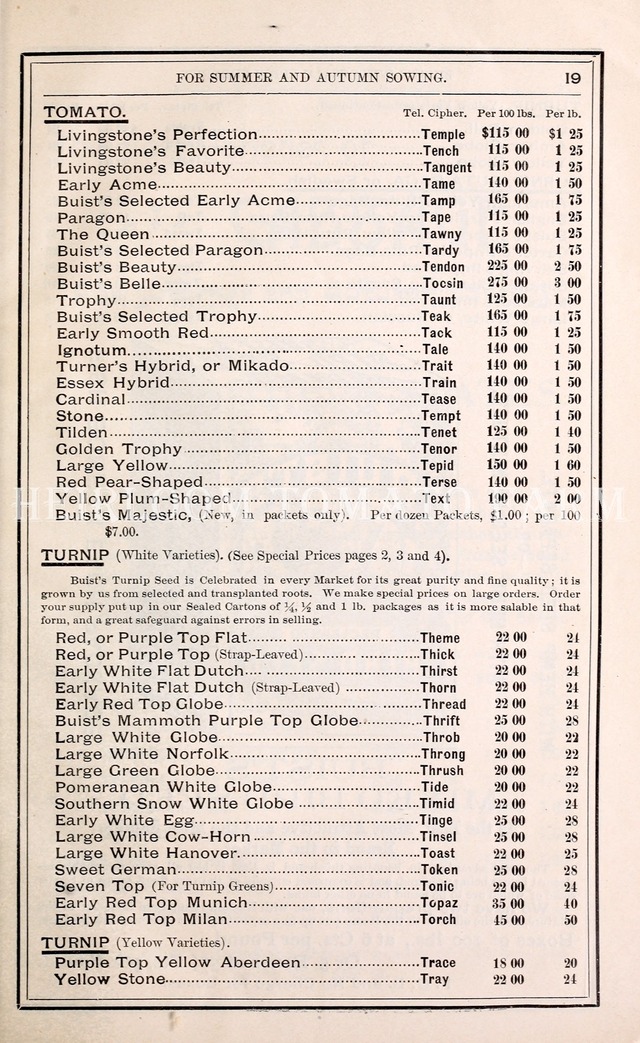 FOR SUMMER AND AUTUMN SOWING. 19
TOMATO. Tel. Cipher. Per 100 lbs. Per lb.
Livingstone's Perfection Temple $115 00 $1 25
Livingstone's Favorite Tench 115 00 1 25
Livingstone's Beauty Tangent 115 00 1 25
Early Acme Tame 140 00 1 50
Buist's Selected Early Acme Tamp 165 00 1 75
Paragon Tape 115 00 1 25
The Queen Tawny 115 00 1 25
Buist's Selected Paragon Tardy 165 00 1 75
Buist's Beauty Tendon 225 00 2 50
Buist's Belle Tocsin 275 00 3 00
Trophy Taunt 125 00 1 50
Buist's Selected Trophy Teak 165 00 1 75
Early Smooth Red Tack 115 00 1 25
Ignotum Tale 140 00 1 50
Turner's Hybrid, or Mikado Trait 140 00 1 50
Essex Hybrid Train 140 00 1 50
Cardinal Tease 140 00 1 50
Stone Tempt 140 00 1 50
Tilden Tenet 125 00 1 40
Golden Trophy Tenor 140 00 1 50
Large Yellow Tepid 150 00 1 60
Red Pear-Shaped Terse 140 00 1 50
Yellow Plum-Shaped Text 00 2 00
Buist's Majestic, (New, in packets only). Per dozen Packets, $1.00; per 100
$7.00.
TURNIP (White Varieties). (See Special Prices pages 2, 3 and 4).
Buist's Turnip Seed is Celebrated in every Market for its great purity and fine quality; it is
grown by us from selected and transplanted roots. We make special prices on large orders. Order
your supply put up in our Sealed Cartons of ¼, ½ and 1 lb. packages as it is more salable in that
form, and a great safeguard against errors in selling.
Red, or Purple Top Flat Theme 22 00 24
Red, or Purple Top (Strap-Leaved) Thick 22 00 24
Early White Flat Dutch Thirst 22 00 24
Early White Flat Dutch (Strap-Leaved) Thorn 22 00 24
Early Red Top Globe Thread 22 00 24
Buist's Mammoth Purple Top Globe Thrift 25 00 28
Large White Globe Throb 20 00 22
Large White Norfolk Throng 20 00 22
Large Green Globe Thrush 20 00 22
Pomeranean White Globe Tide 20 00 22
Southern Snow White Globe Timid 22 00 24
Early White Egg Tinge 25 00 28
Large White Cow-Horn Tinsel 25 00 28
Large White Hanover. Toast 22 00 25
Sweet German Token 25 00 28
Seven Top (For Turnip Greens) Tonic 22 00 24
Early Red Top Munich Topaz 35 00 40
Early Red Top Milan Torch 45 00 50
TURNIP (Yellow Varieties).
Purple Top Yellow Aberdeen Trace 18 00 20
Yellow Stone Tray 22 00 24